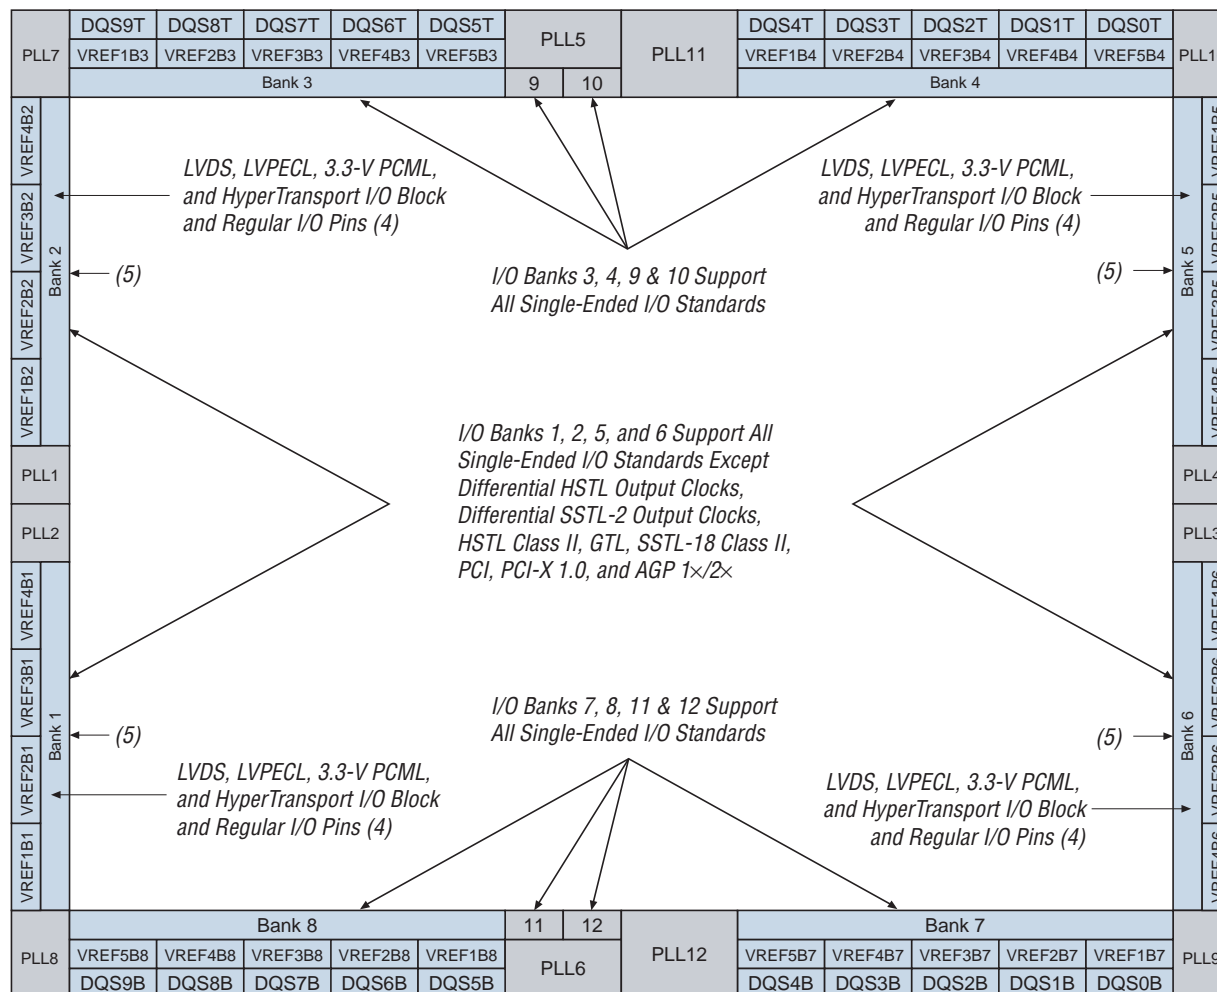 PLL7
DQS9T DQS8T DQS7T DQS6T DQS5T
VREF1B3 VREF2B3 VREF3B3 VREF4B3 VREF5B3
Bank 3
PLL5
9 10
PLL11
DQS4T DQS3T DQS2T DQS1T DQS0T
VREF1B4 VREF2B4 VREF3B4 VREF4B4 VREF5B4
Bank 4
VREF4B2
VREF3B2
VREF2B2
VREF1B2
Bank 2
LVDS, LVPECL, 3.3-V PCML,
and HyperTransport I/O Block
and Regular I/O Pins (4)
(5)
I/O Banks 3, 4, 9 & 10 Support
All Single-Ended I/O Standards
LVDS, LVPECL, 3.3-V PCML,
and HyperTransport I/O Block
and Regular I/O Pins (4)
(5)
Bank 5
VREF1B5
VREF2B5
VREF3B5
VREF4B5
PLL1
PLL2
I/O Banks 1, 2, 5, and 6 Support All
Single-Ended I/O Standards Except
Differential HSTL Output Clocks,
Differential SSTL-2 Output Clocks,
HSTL Class II, GTL, SSTL-18 Class II,
PCI, PCI-X 1.0, and AGP 1×/2×
PLL4
PLL3
VREF4B1
VREF3B1
VREF2B1
VREF1B1
Bank 1
(5)
LVDS, LVPECL, 3.3-V PCML,
and HyperTransport I/O Block
and Regular I/O Pins (4)
I/O Banks 7, 8, 11 & 12 Support
All Single-Ended I/O Standards
(5)
LVDS, LVPECL, 3.3-V PCML,
and HyperTransport I/O Block
and Regular I/O Pins (4)
Bank 6
VREF1B6
VREF2B6
VREF3B6
VREF4B6
PLL8
Bank 8
VREF5B8 VREF4B8 VREF3B8 VREF2B8 VREF1B8
DQS9B DQS8B DQS7B DQS6B DQS5B
11 12
PLL6
PLL12
Bank 7
VREF5B7 VREF4B7 VREF3B7 VREF2B7 VREF1B7
DQS4B DQS3B DQS2B DQS1B DQS0B
PLL9